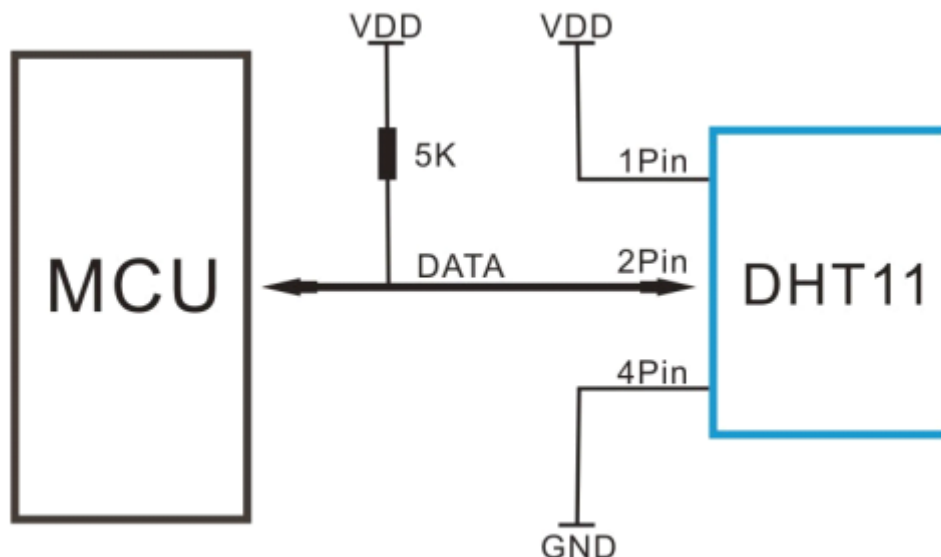 VDD
VDD
5K
1Pin
MCU
DATA
2Pin
DHT11
4Pin
GND